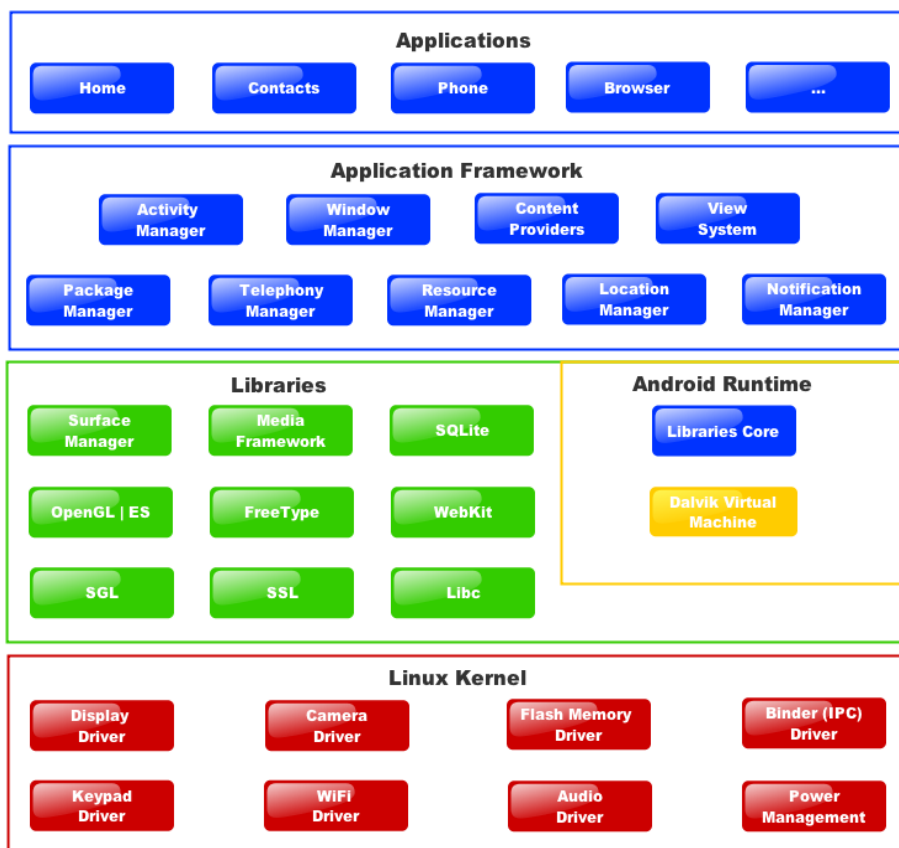 Applications
Home
Contacts
Phone
Browser
...
Application Framework
Activity
Manager
Window
Manager
Content
Providers
View
System
Package
Manager
Telephony
Manager
Resource
Manager
Location
Manager
Notification
Manager
Libraries
Surface
Manager
Media
Framework
SQLite
OpenGL | ES
FreeType
WebKit
SGL
SSL
Libc
Android Runtime
Libraries Core
Dalvik Virtual
Machine
Linux Kernel
Display
Driver
Camera
Driver
Flash Memory
Driver
Binder (IPC)
Driver
Keypad
Driver
WiFi
Driver
Audio
Driver
Power
Management